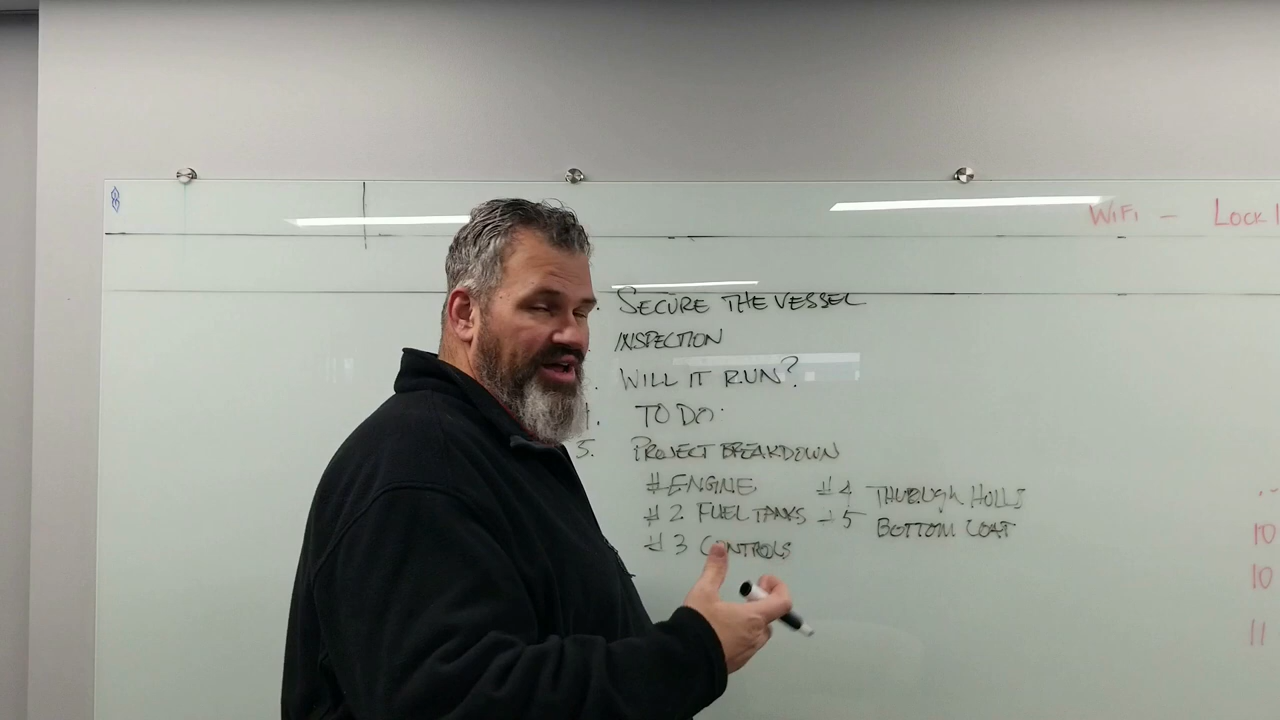 WiFi - Lock
. SECURE THE VESSEL
INSPECTION
. WILL IT RUN?
. TO DO.
5. PROJECT BREAKDOWN
# ENGINE #4 THUROUGH HULLS
#2 FUEL TANKS #5 BOTTOM COAT
#3 CONTROLS
10
10
11